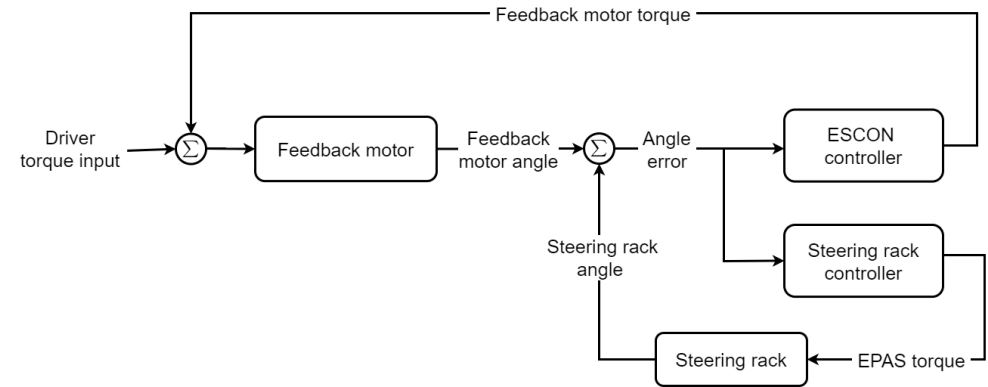 Feedback motor torque
Driver
torque input
Σ
Feedback motor
Feedback
motor angle
Σ
Angle
error
ESCON
controller
Steering rack
angle
Steering rack
controller
Steering rack
EPAS torque